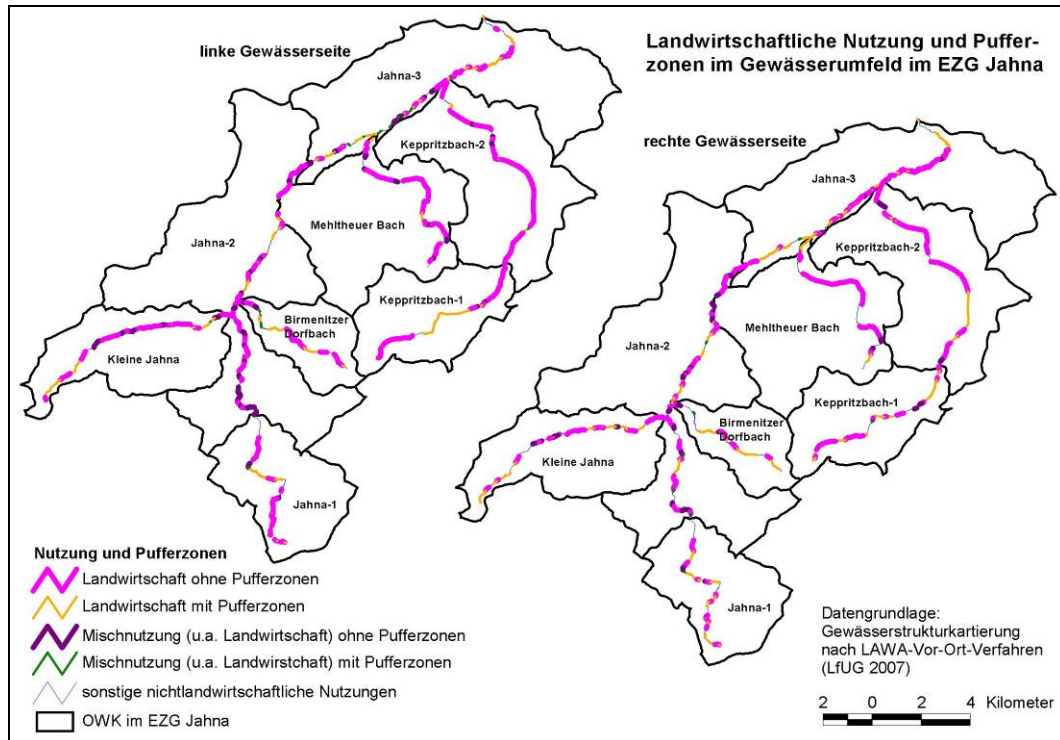 Landwirtschaftliche Nutzung und Puffer-
zonen im Gewässerumfeld im EZG Jahna
linke Gewässerseite
Jahna-3
Keppritzbach-2
Mehltheuer Bach
Jahna-2
Keppritzbach-1
Birmenitzer
Dorfbach
Kleine Jahna
Jahna-1
rechte Gewässerseite
Jahna-3
Keppritzbach-2
Mehltheuer Bach
Jahna-2
Keppritzbach-1
Birmenitzer
Dorfbach
Kleine Jahna
Jahna-1
Nutzung und Pufferzonen
Landwirtschaft ohne Pufferzonen
Landwirtschaft mit Pufferzonen
Mischnutzung (u.a. Landwirtschaft) ohne Pufferzonen
Mischnutzung (u.a. Landwirstchaft) mit Pufferzonen
sonstige nichtlandwirtschaftliche Nutzungen
OWK im EZG Jahna
Datengrundlage:
Gewässerstrukturkartierung
nach LAWA-Vor-Ort-Verfahren
(LfUG 2007)
2 0 2 4 Kilometer